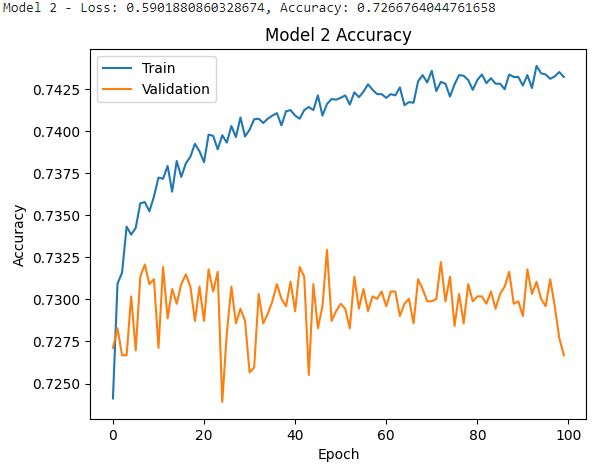 Model 2 - Loss: 0.5901880860328674, Accuracy: 0.7266764044761658
Model 2 Accuracy
Train
Validation
0.7425
0.7400
0.7375
0.7350
0.7325
0.7300
0.7275
0.7250
Accuracy
0
20
40
60
80
100
Epoch